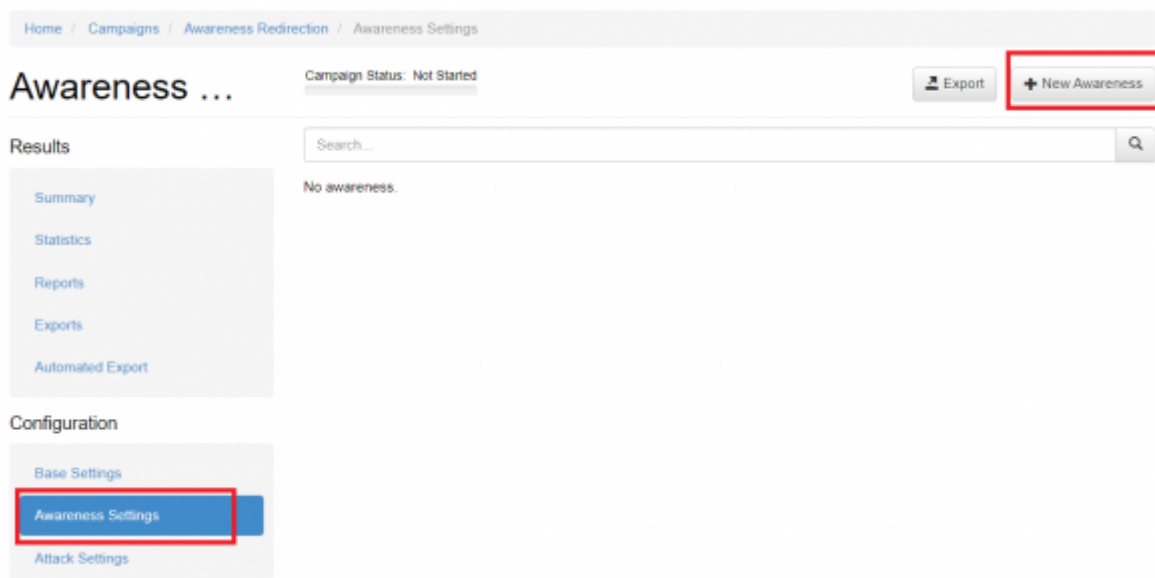 Home / Campaigns / Awareness Redirection / Awareness Settings
Awareness ...
Campaign Status: Not Started
Export
+ New Awareness
Results
Search...
No awareness.
Summary
Statistics
Reports
Exports
Automated Export
Configuration
Base Settings
Awareness Settings
Attack Settings